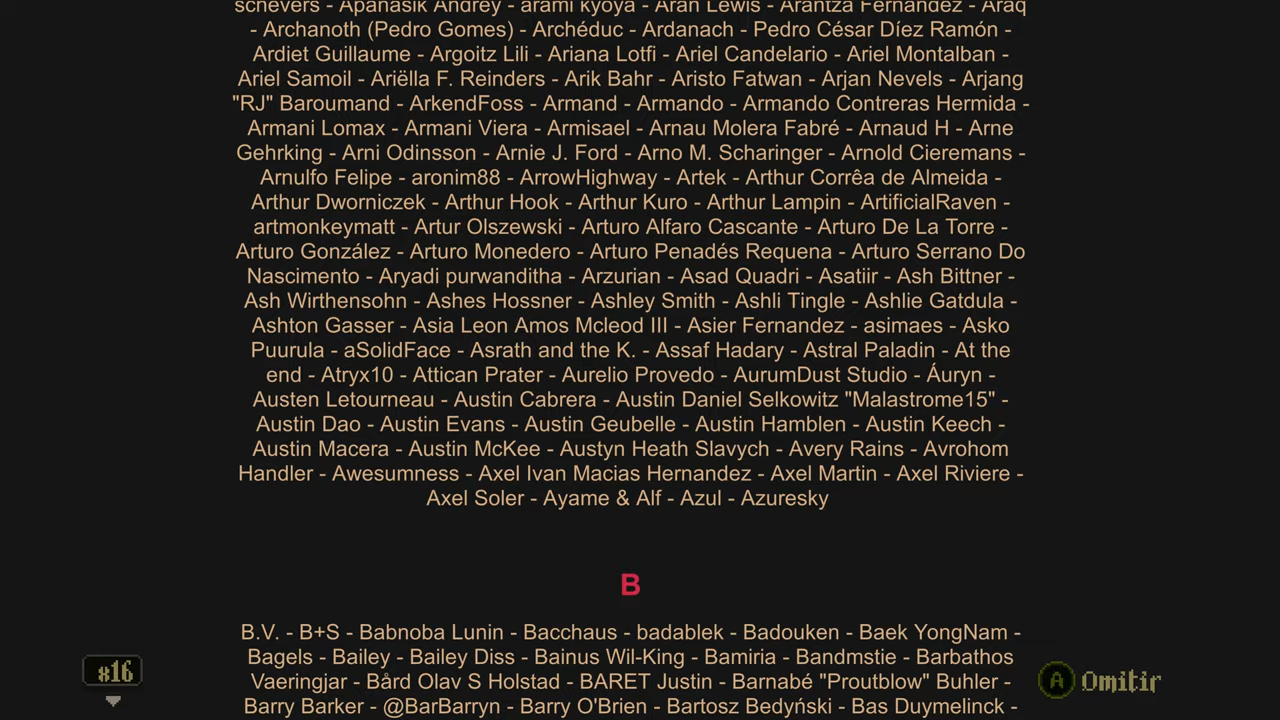 schevers - Apanasik Andrey - arami kyoya - Aran Lewis - Arantza Fernandez - Araq
- Archanoth (Pedro Gomes) - Archéduc - Ardanach - Pedro César Díez Ramón -
Ardiet Guillaume - Argoitz Lili - Ariana Lotfi - Ariel Candelario - Ariel Montalban -
Ariel Samoil - Ariëlla F. Reinders - Arik Bahr - Aristo Fatwan - Arjan Nevels - Arjang
"RJ" Baroumand - ArkendFoss - Armand - Armando - Armando Contreras Hermida -
Armani Lomax - Armani Viera - Armisael - Arnau Molera Fabré - Arnaud H - Arne
Gehrking - Arni Odinsson - Arnie J. Ford - Arno M. Scharinger - Arnold Cieremans -
Arnulfo Felipe - aronim88 - ArrowHighway - Artek - Arthur Corrêa de Almeida -
Arthur Dworniczek - Arthur Hook - Arthur Kuro - Arthur Lampin - ArtificialRaven -
artmonkeymatt - Artur Olszewski - Arturo Alfaro Cascante - Arturo De La Torre -
Arturo González - Arturo Monedero - Arturo Penadés Requena - Arturo Serrano Do
Nascimento - Aryadi purwanditha - Arzurian - Asad Quadri - Asatiir - Ash Bittner -
Ash Wirthensohn - Ashes Hossner - Ashley Smith - Ashli Tingle - Ashlie Gatdula -
Ashton Gasser - Asia Leon Amos Mcleod III - Asier Fernandez - asimaes - Asko
Puurula - aSolidFace - Asrath and the K. - Assaf Hadary - Astral Paladin - At the
end - Atryx10 - Attican Prater - Aurelio Provedo - AurumDust Studio - Áuryn -
Austen Letourneau - Austin Cabrera - Austin Daniel Selkowitz "Malastrome15" -
Austin Dao - Austin Evans - Austin Geubelle - Austin Hamblen - Austin Keech -
Austin Macera - Austin McKee - Austyn Heath Slavych - Avery Rains - Avrohom
Handler - Awesumness - Axel Ivan Macias Hernandez - Axel Martin - Axel Riviere -
Axel Soler - Ayame & Alf - Azul - Azuresky
B
B.V. - B+S - Babnoba Lunin - Bacchaus - badablek - Badouken - Baek YongNam -
Bagels - Bailey - Bailey Diss - Bainus Wil-King - Bamiria - Bandmstie - Barbathos
Vaeringjar - Bård Olav S Holstad - BARET Justin - Barnabé "Proutblow" Buhler -
Barry Barker - @BarBarryn - Barry O'Brien - Bartosz Bedyński - Bas Duymelinck -
x16
A Omitir